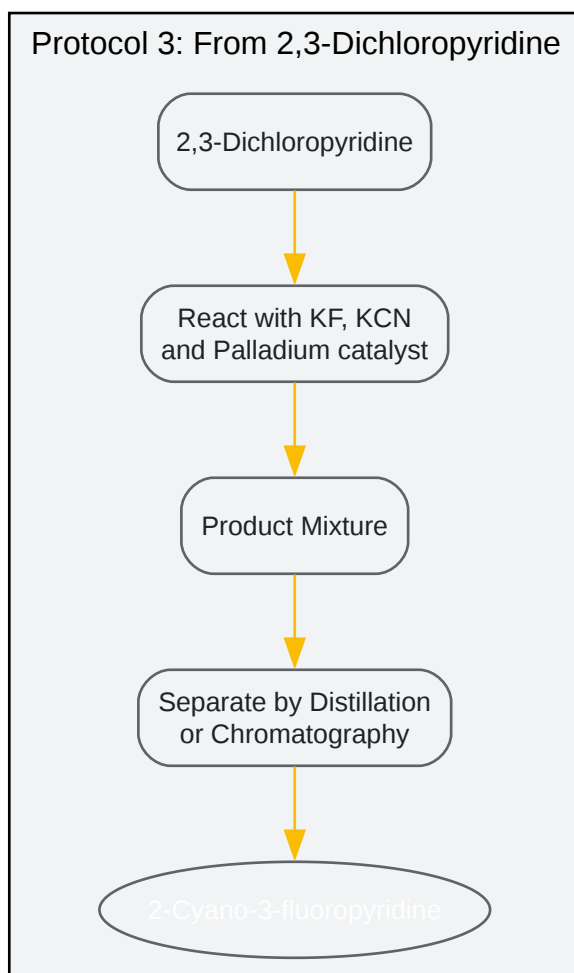 Protocol 3: From 2,3-Dichloropyridine
2,3-Dichloropyridine
React with KF, KCN
and Palladium catalyst
Product Mixture
Separate by Distillation
or Chromatography
2-Cyano-3-fluoropyridine